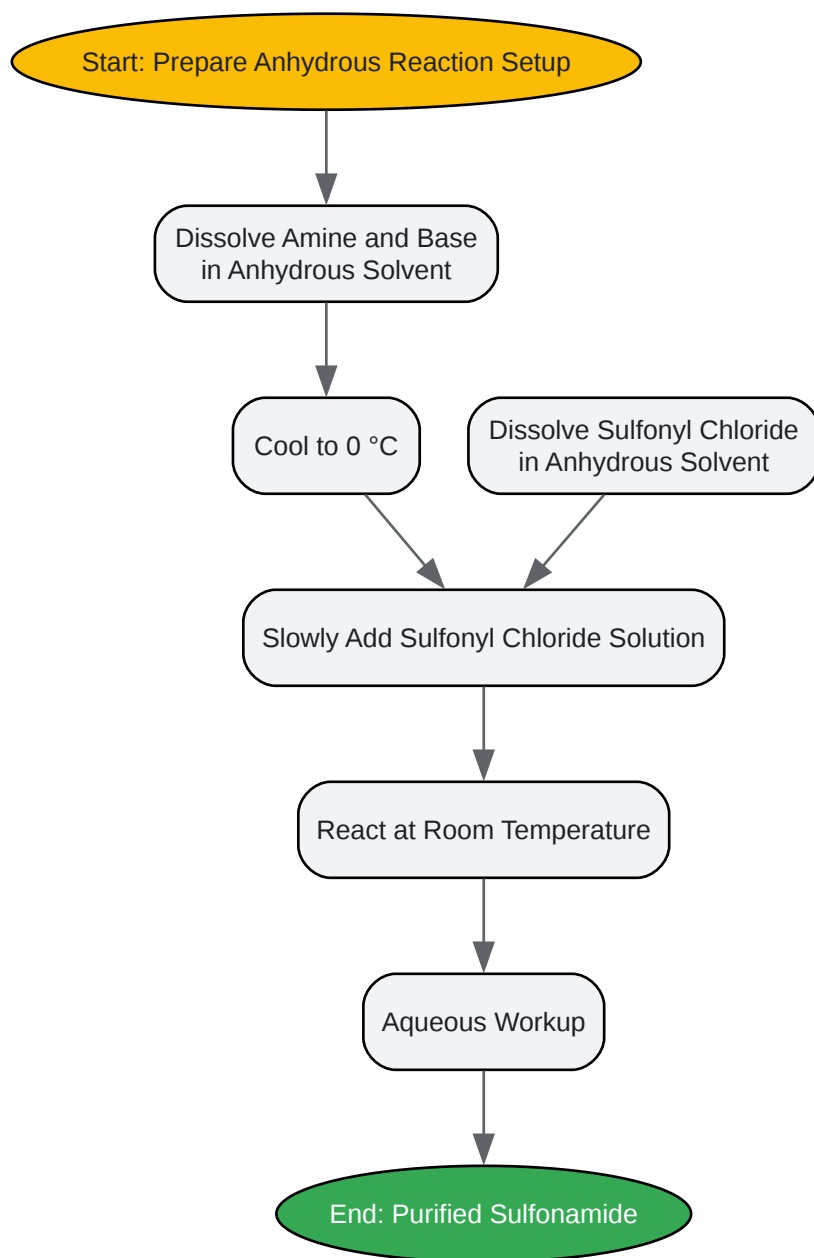 Start: Prepare Anhydrous Reaction Setup
Dissolve Amine and Base
in Anhydrous Solvent
Cool to 0 °C
Dissolve Sulfonyl Chloride
in Anhydrous Solvent
Slowly Add Sulfonyl Chloride Solution
React at Room Temperature
Aqueous Workup
End: Purified Sulfonamide